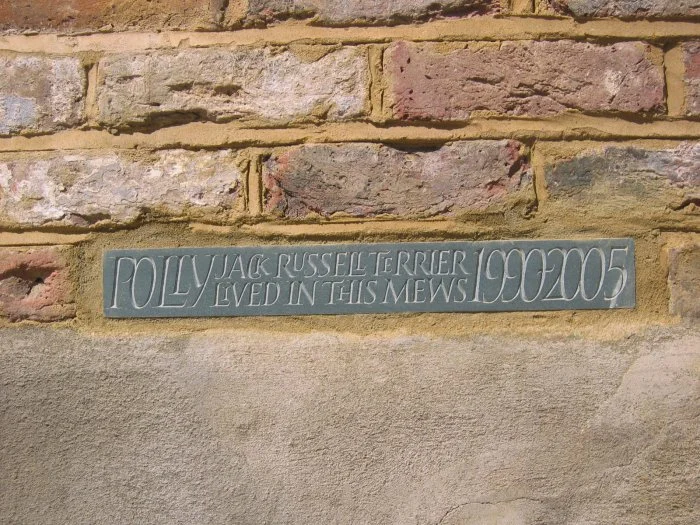 POLLY JACK RUSSELL TERRIER 1990-2005
LIVED IN THIS MEWS